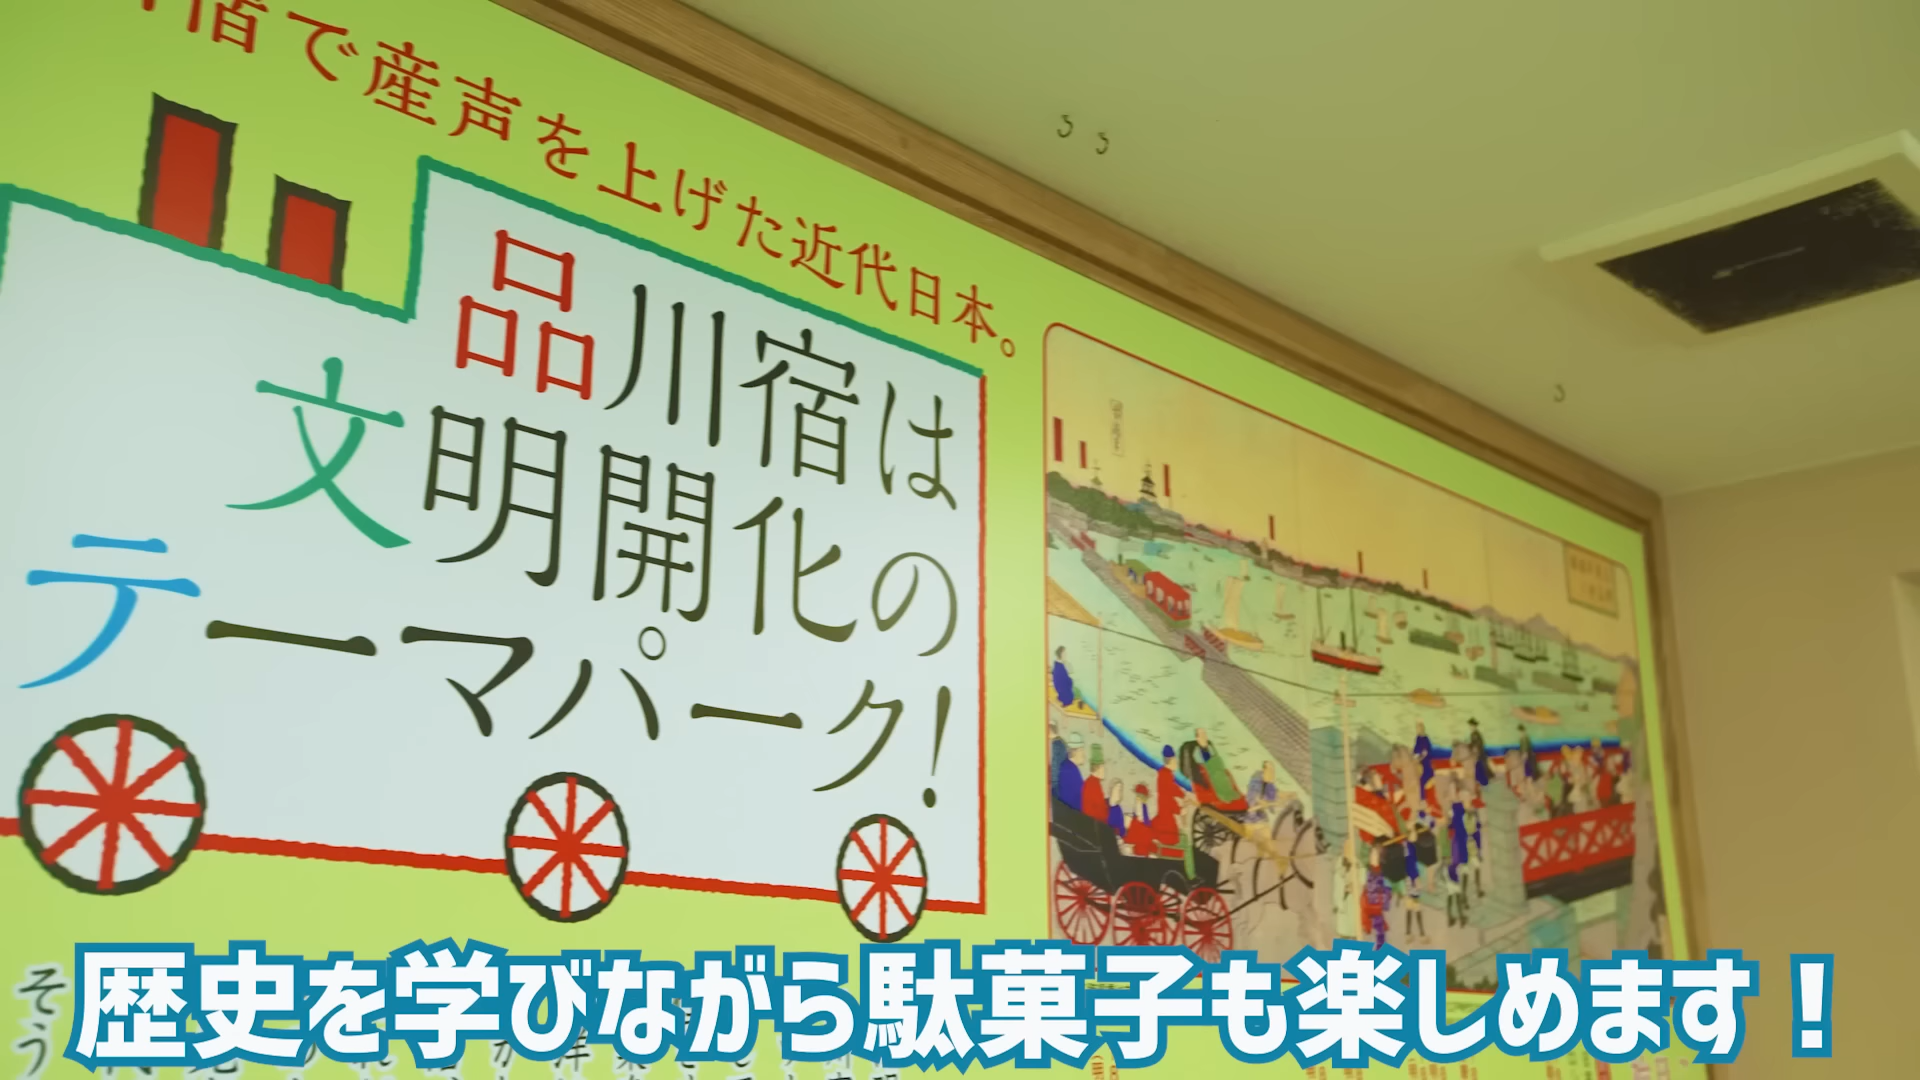 宿で産声を上げた近代日本。
品川宿は
文明開化の
テーマパーク!
そう
歴史を学びながら駄菓子も楽しめます！